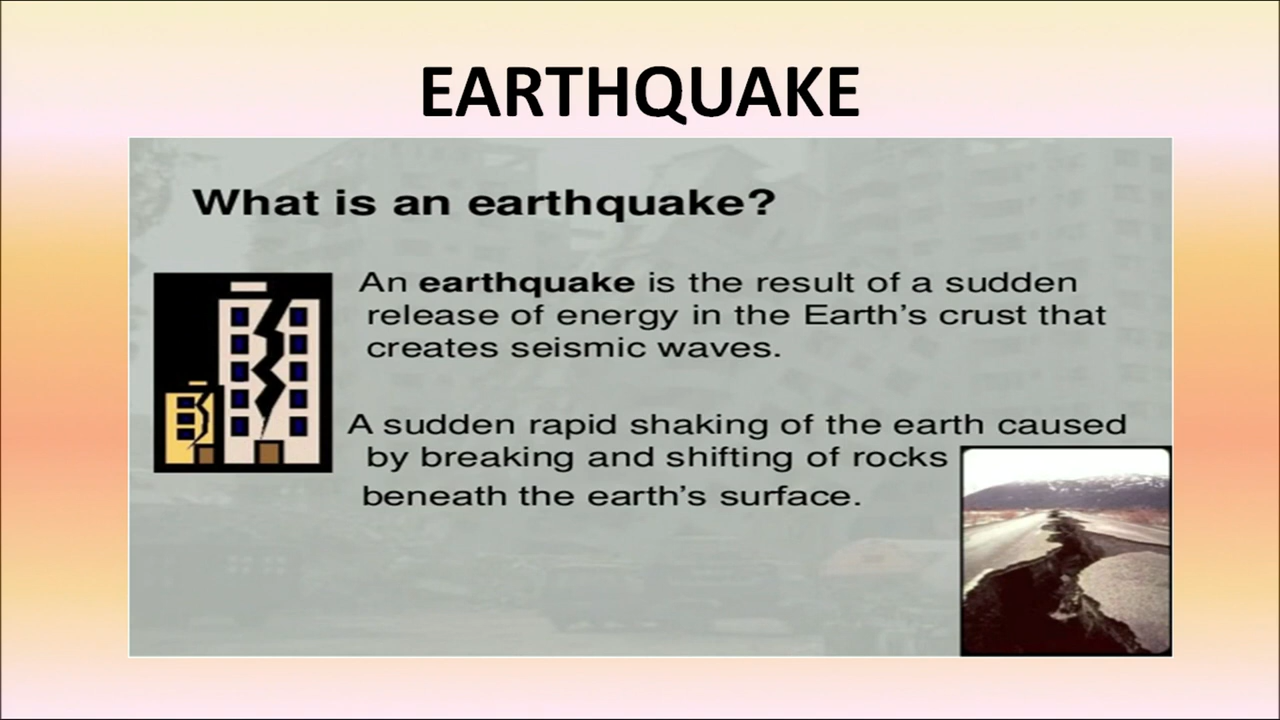 EARTHQUAKE
What is an earthquake?
An earthquake is the result of a sudden
release of energy in the Earth's crust that
creates seismic waves.
A sudden rapid shaking of the earth caused
by breaking and shifting of rocks
beneath the earth's surface.